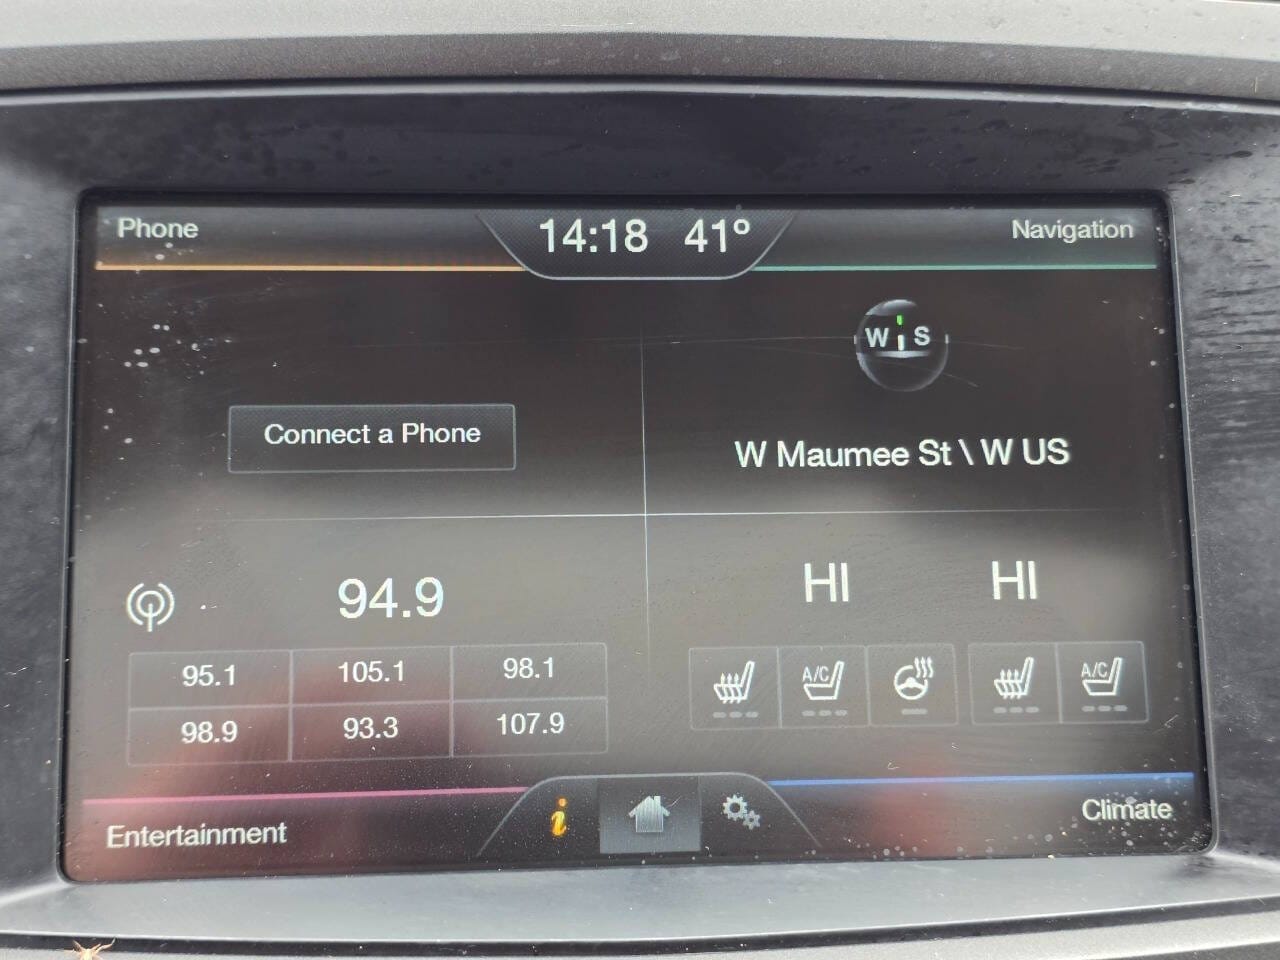 Phone
14:18 41º
Navigation
W S
Connect a Phone
W Maumee St \ W US
94.9
HI HI
95.1 105.1 98.1
98.9 93.3 107.9
A/C A/C
i
Entertainment
Climate